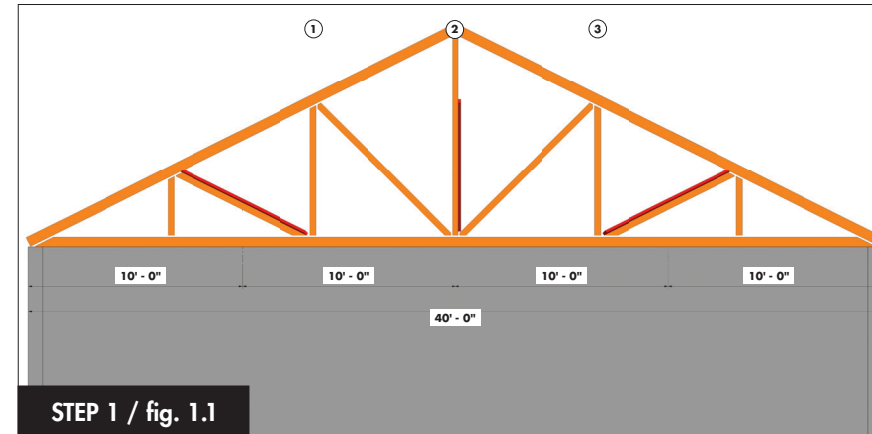 1 2 3
10' - 0" 10' - 0" 10' - 0" 10' - 0"
40' - 0"
STEP 1 / fig. 1.1